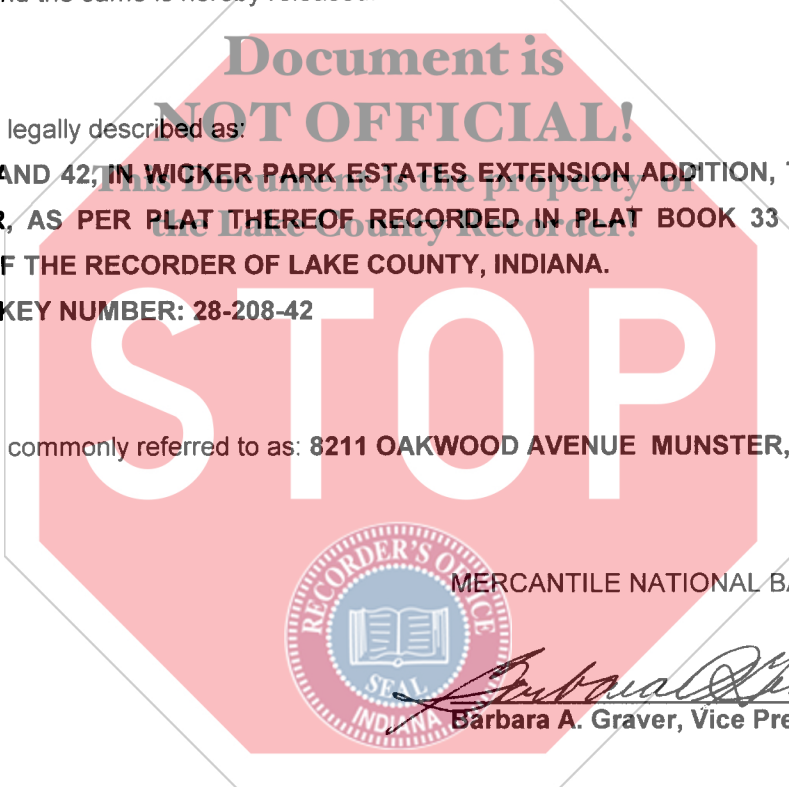 and the same is hereby released.
Document is
NOT OFFICIAL!
legally described as:
This Document is the property of
AND 42, IN WICKER PARK ESTATES EXTENSION ADDITION,
the Lake County Recorder!
AS PER PLAT THEREOF RECORDED IN PLAT BOOK 33
THE RECORDER OF LAKE COUNTY, INDIANA.
KEY NUMBER: 28-208-42
STOP
commonly referred to as: 8211 OAKWOOD AVENUE MUNSTER,
RECORDER'S OFFICE
SEAL
INDIANA
MERCANTILE NATIONAL
Barbara A. Graver, Vice